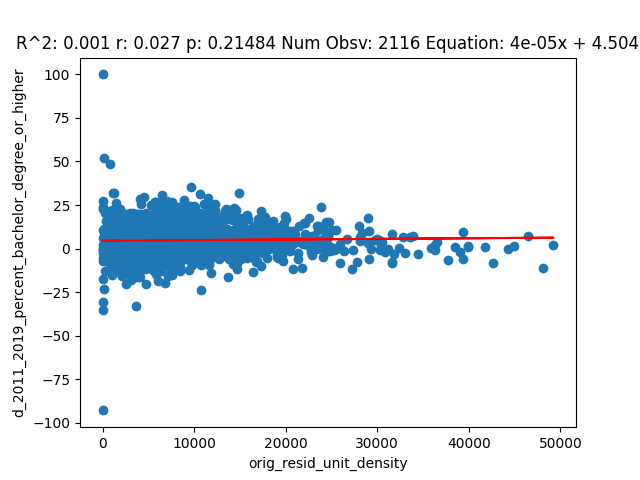 R^2: 0.001 r: 0.027 p: 0.21484 Num Obsv: 2116 Equation: 4e-05x + 4.504
d_2011_2019_percent_bachelor_degree_or_higher
100
75
50
25
0
−25
−50
−75
−100
0 10000 20000 30000 40000 50000
orig_resid_unit_density